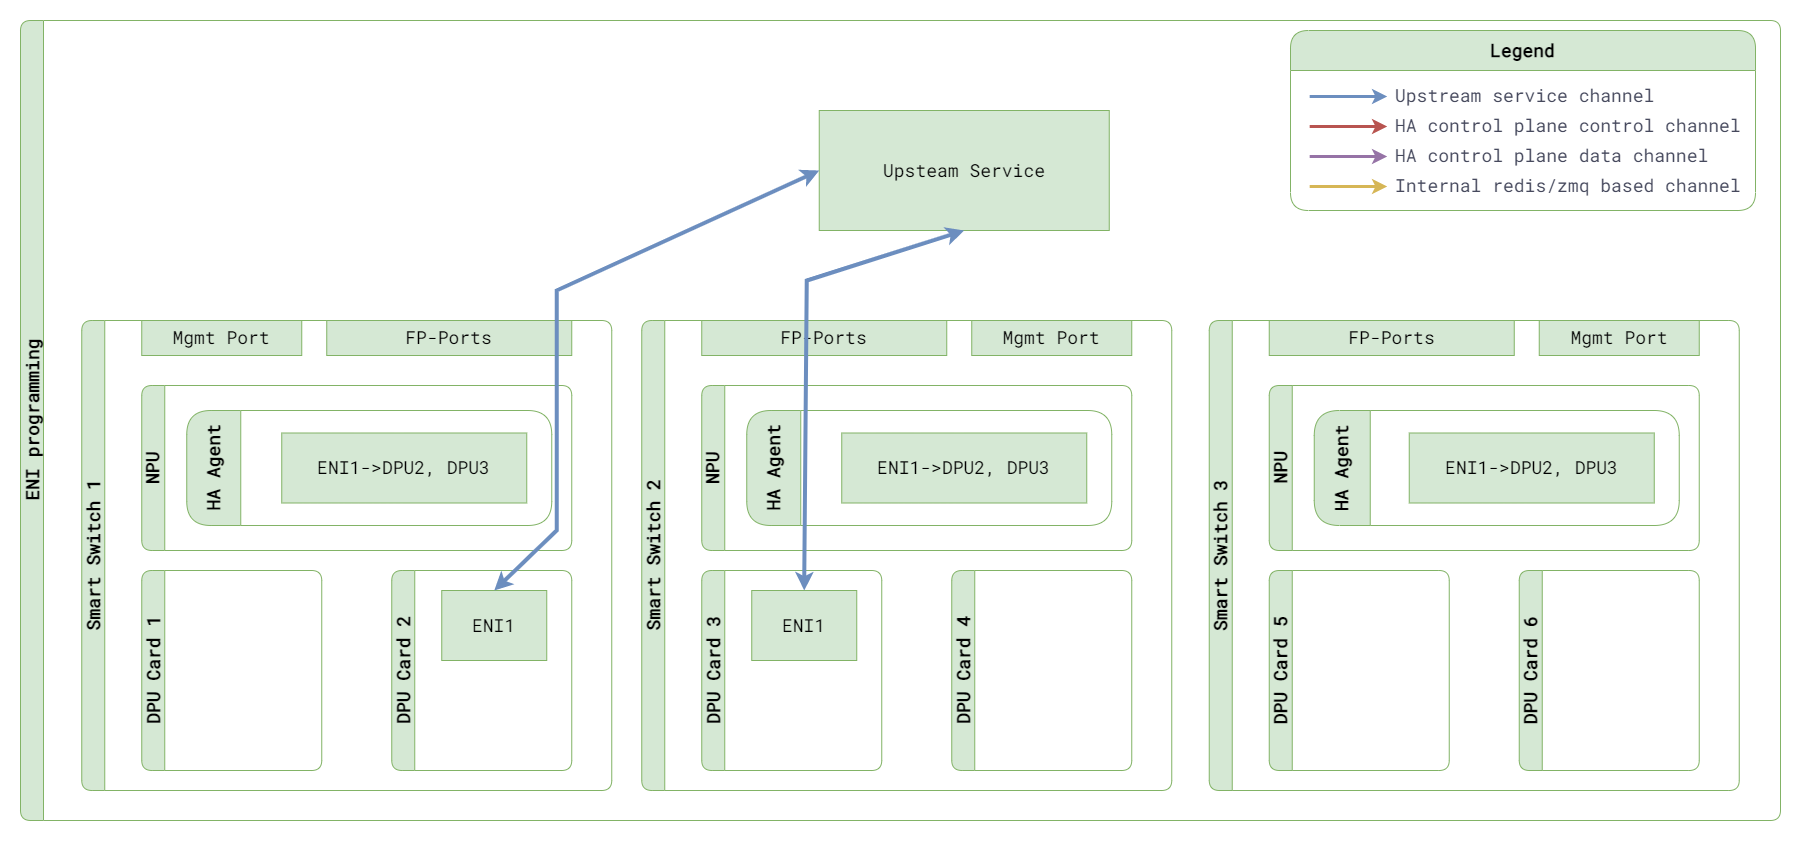 ENI programming
Legend
Upstream service channel
HA control plane control channel
HA control plane data channel
Internal redis/zmq based channel
Upsteam Service
Smart Switch 1
Mgmt Port
FP-Ports
NPU
HA Agent
ENI1->DPU2, DPU3
DPU Card 1
DPU Card 2
ENI1
Smart Switch 2
FP-Ports
Mgmt Port
NPU
HA Agent
ENI1->DPU2, DPU3
DPU Card 3
ENI1
DPU Card 4
Smart Switch 3
FP-Ports
Mgmt Port
NPU
HA Agent
ENI1->DPU2, DPU3
DPU Card 5
DPU Card 6